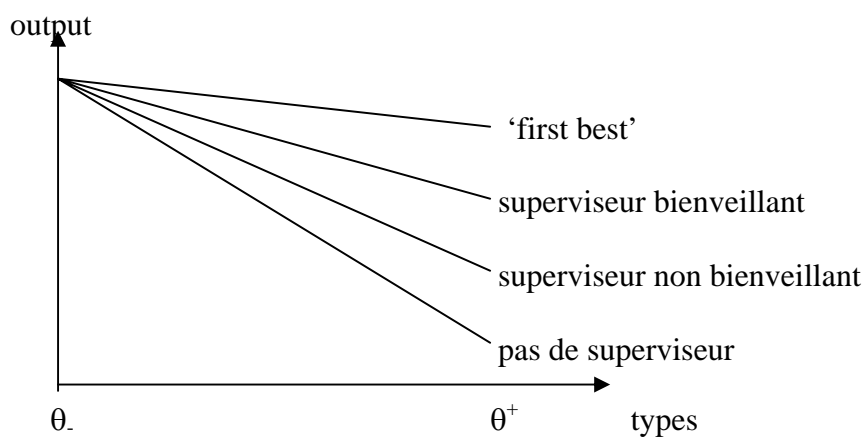 output
‘first best’
superviseur bienveillant
superviseur non bienveillant
pas de superviseur
θ- θ+ types